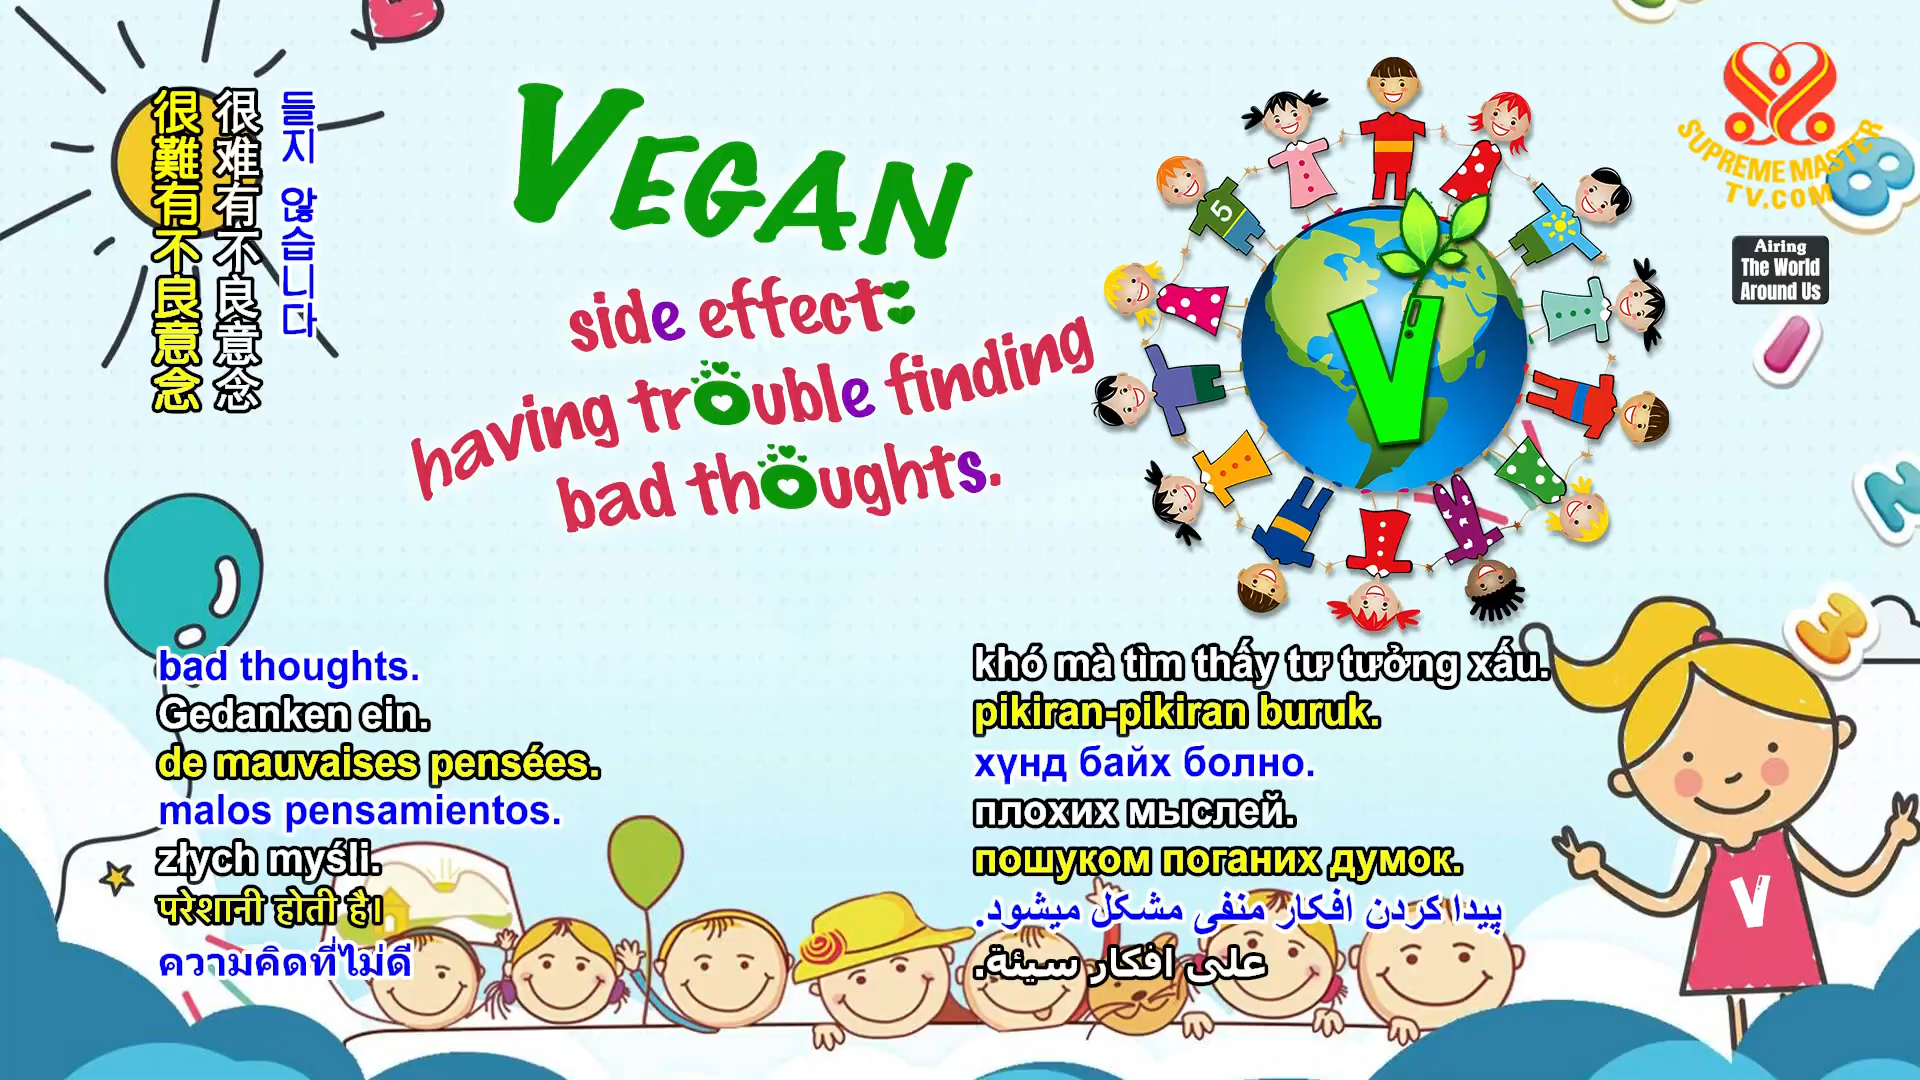 很難有不良意念
很难有不良意念
들지 않습니다
VEGAN
side effect:
having trouble finding
bad thoughts.
5
V
SUPREME MASTER
TV.COM
Airing
The World
Around Us
bad thoughts.
Gedanken ein.
de mauvaises pensées.
malos pensamientos.
złych myśli.
परेशानी होती है।
ความคิดที่ไม่ดี
khó mà tìm thấy tư tưởng xấu.
pikiran-pikiran buruk.
хүнд байх болно.
плохих мыслей.
пошуком поганих думок.
پیدا کردن افکار منفی مشکل میشود.
على افكار سيئة.
V